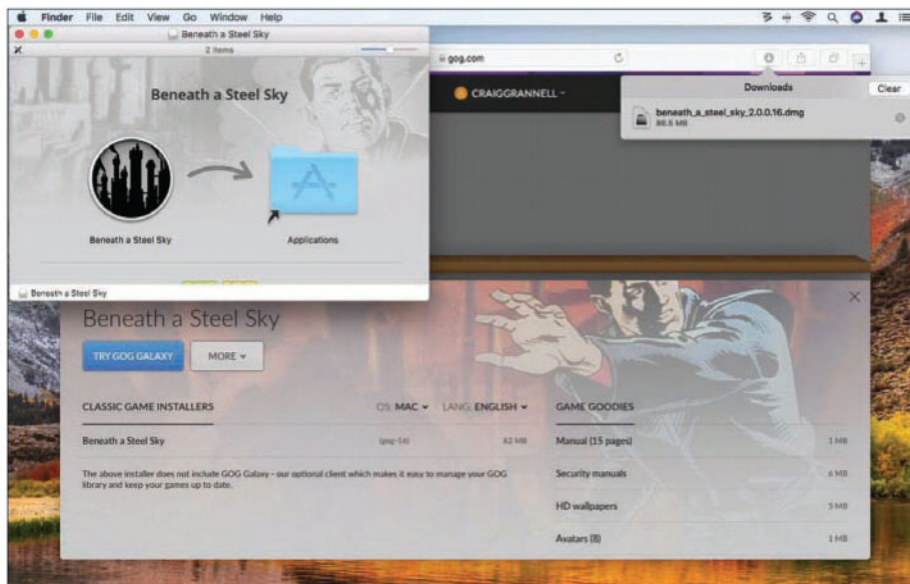 Finder File Edit View Go Window Help
Beneath a Steel Sky
2 items
Beneath a Steel Sky
Beneath a Steel Sky
Applications
Beneath a Steel Sky
gog.com
CRAIGGRANNELL
Downloads
Clear
beneath_a_steel_sky_2.0.0.16.dmg
88.5 MB
Beneath a Steel Sky
TRY GOG GALAXY
MORE
CLASSIC GAME INSTALLERS
OS: MAC LANG: ENGLISH
Beneath a Steel Sky
(gog-16)
82 MB
The above installer does not include GOG Galaxy – our optional client which makes it easy to manage your GOG
library and keep your games up to date.
GAME GOODIES
Manual (15 pages) 1 MB
Security manuals 6 MB
HD wallpapers 5 MB
Avatars (8) 1 MB